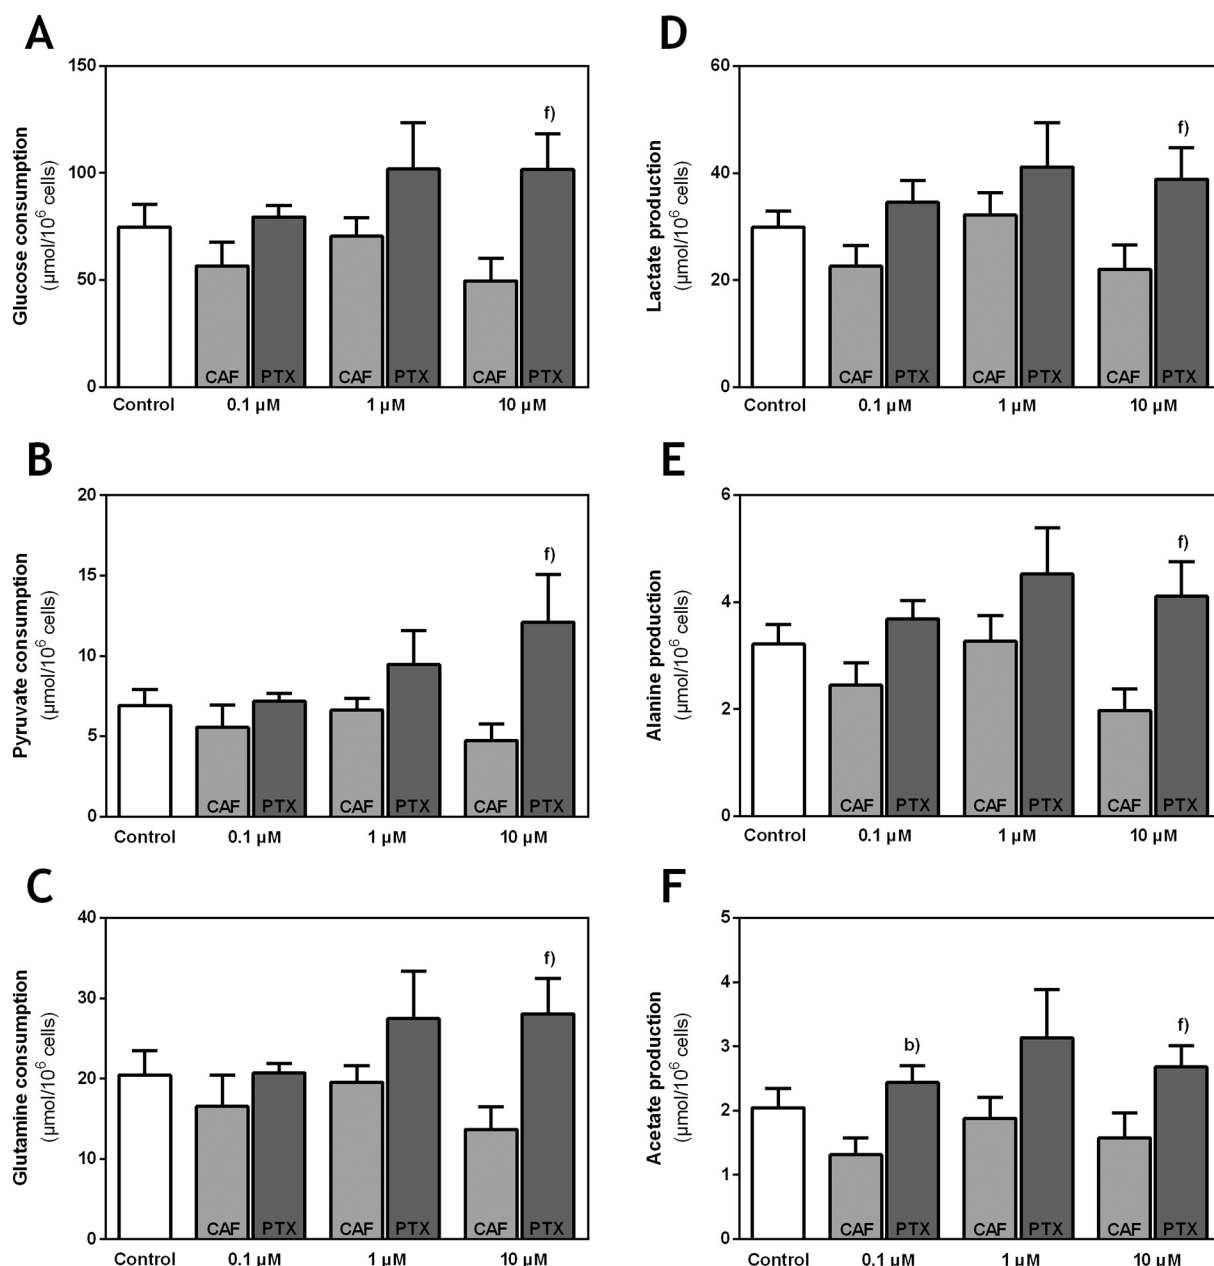 A
Glucose consumption
(µmol/10⁶ cells)
150
100
50
0
f)
CAF PTX CAF PTX CAF PTX
Control 0.1 µM 1 µM 10 µM
B
Pyruvate consumption
(µmol/10⁶ cells)
20
15
10
5
0
f)
CAF PTX CAF PTX CAF PTX
Control 0.1 µM 1 µM 10 µM
C
Glutamine consumption
(µmol/10⁶ cells)
40
30
20
10
0
f)
CAF PTX CAF PTX CAF PTX
Control 0.1 µM 1 µM 10 µM
D
Lactate production
(µmol/10⁶ cells)
60
40
20
0
f)
CAF PTX CAF PTX CAF PTX
Control 0.1 µM 1 µM 10 µM
E
Alanine production
(µmol/10⁶ cells)
6
4
2
0
f)
CAF PTX CAF PTX CAF PTX
Control 0.1 µM 1 µM 10 µM
F
Acetate production
(µmol/10⁶ cells)
5
4
3
2
1
0
b)
f)
CAF PTX CAF PTX CAF PTX
Control 0.1 µM 1 µM 10 µM